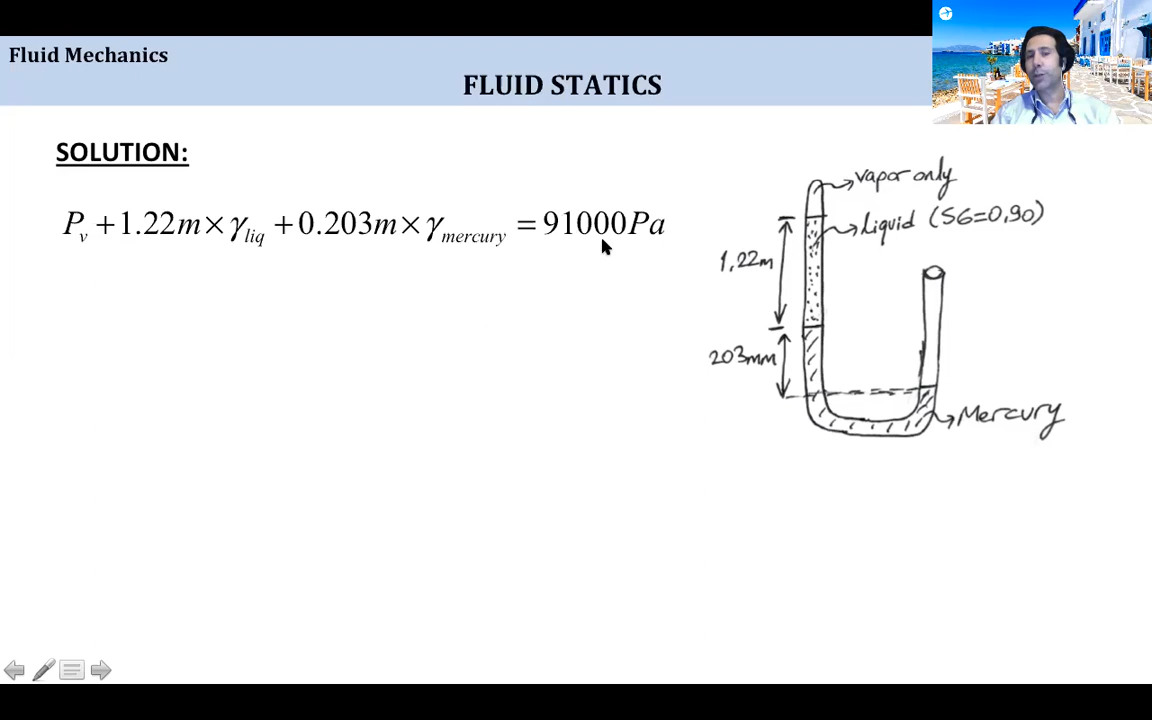 Fluid Mechanics
FLUID STATICS
SOLUTION:
P_v + 1.22m × γ_liq + 0.203m × γ_mercury = 91000Pa
vapor only
liquid (SG=0,90)
1,22m
203mm
Mercury